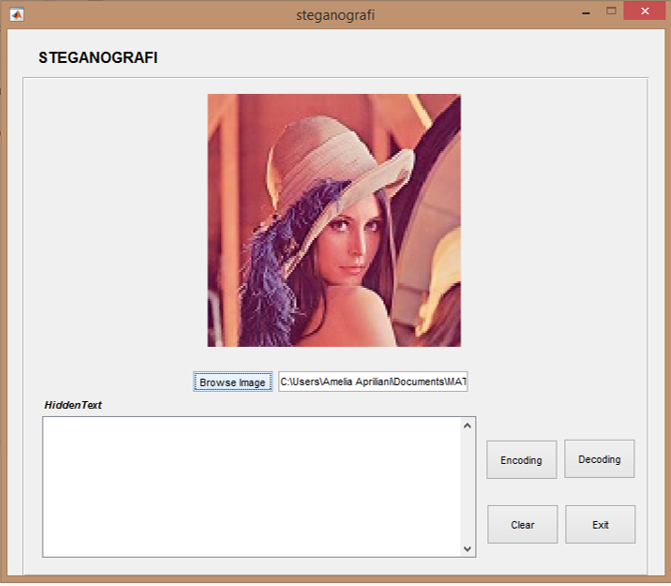 steganografi
STEGANOGRAFI
Browse Image C:\Users\Amelia Apriliani\Documents\MAT
HiddenText
Encoding Decoding
Clear Exit